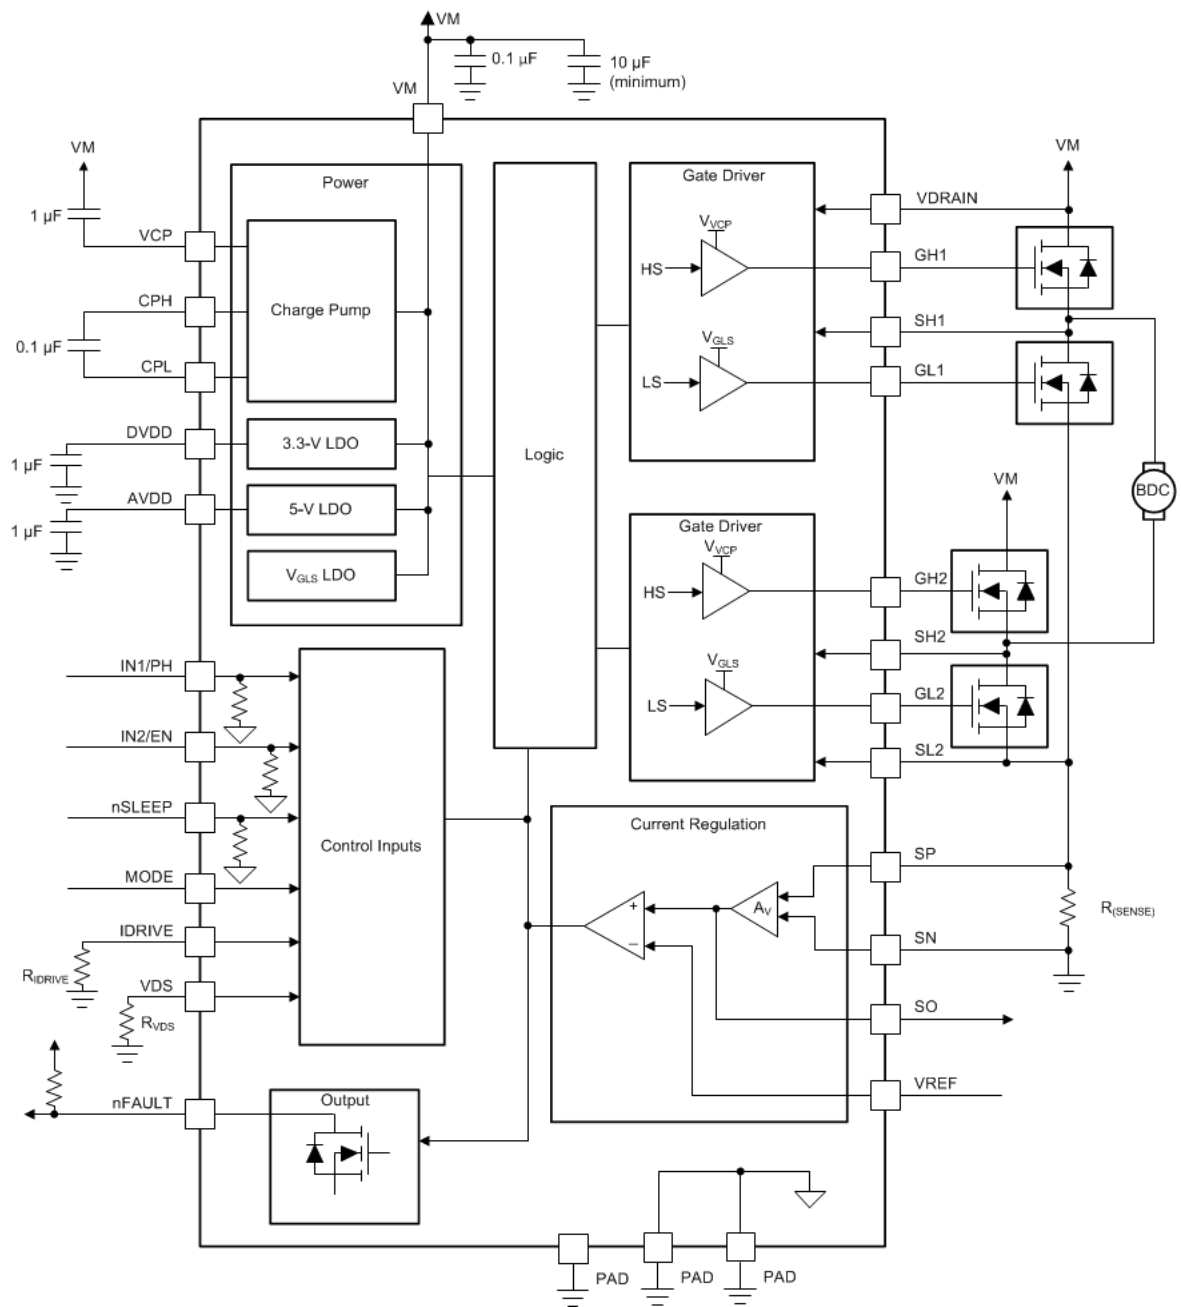 VM
0.1 µF
10 µF
(minimum)
VM
VM
1 µF
VCP
CPH
0.1 µF
CPL
DVDD
1 µF
AVDD
1 µF
Power
Charge Pump
3.3-V LDO
5-V LDO
VGLS LDO
Logic
Gate Driver
VVCP
HS
VGLS
LS
Gate Driver
VVCP
HS
VGLS
LS
VM
VDRAIN
GH1
SH1
GL1
BDC
VM
GH2
SH2
GL2
SL2
IN1/PH
IN2/EN
nSLEEP
MODE
IDRIVE
RIDRIVE
VDS
RVDS
nFAULT
Control Inputs
Output
Current Regulation
+
–
AV
SP
R(SENSE)
SN
SO
VREF
PAD
PAD
PAD